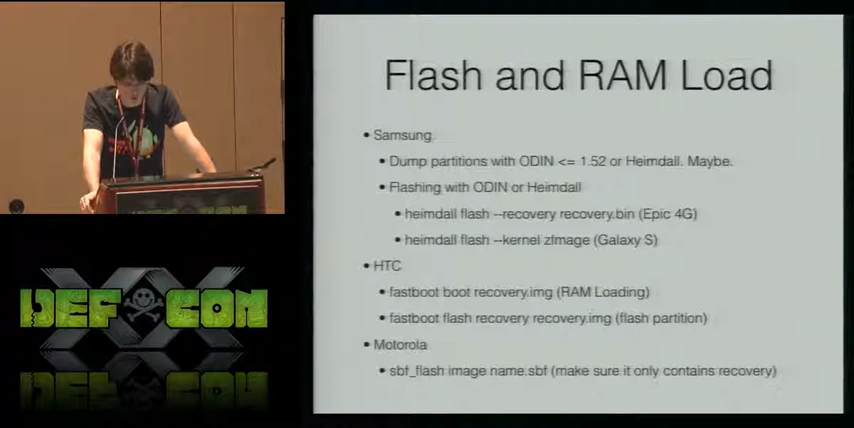 Flash and RAM Load
• Samsung
• Dump partitions with ODIN <= 1.52 or Heimdall. Maybe.
• Flashing with ODIN or Heimdall
• heimdall flash --recovery recovery.bin (Epic 4G)
• heimdall flash --kernel zImage (Galaxy S)
• HTC
• fastboot boot recovery.img (RAM Loading)
• fastboot flash recovery recovery.img (flash partition)
• Motorola
• sbf_flash image name.sbf (make sure it only contains recovery)
XX
DEF CON